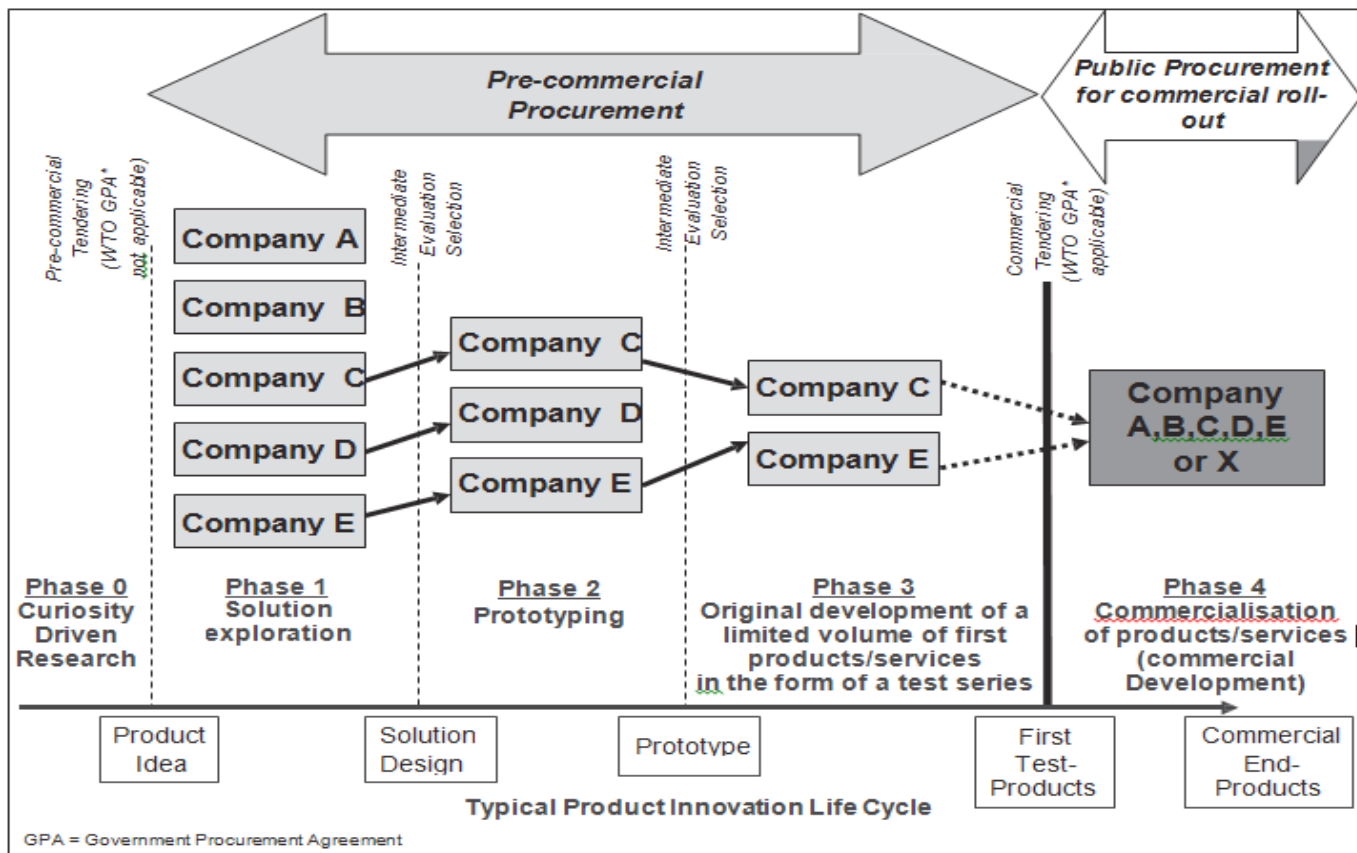 Pre-commercial
Procurement
Public Procurement
for commercial roll-
out
Pre-commercial
Tendering
(WTO GPA*
not applicable)
Intermediate
Evaluation
Selection
Intermediate
Evaluation
Selection
Commercial
Tendering
(WTO GPA*
applicable)
Company A
Company B
Company C
Company D
Company E
Company C
Company D
Company E
Company C
Company E
Company
A,B,C,D,E
or X
Phase 0
Curiosity
Driven
Research
Phase 1
Solution
exploration
Phase 2
Prototyping
Phase 3
Original development of a
limited volume of first
products/services
in the form of a test series
Phase 4
Commercialisation
of products/services
(commercial
Development)
Product
Idea
Solution
Design
Prototype
First
Test-
Products
Commercial
End-
Products
Typical Product Innovation Life Cycle
GPA = Government Procurement Agreement